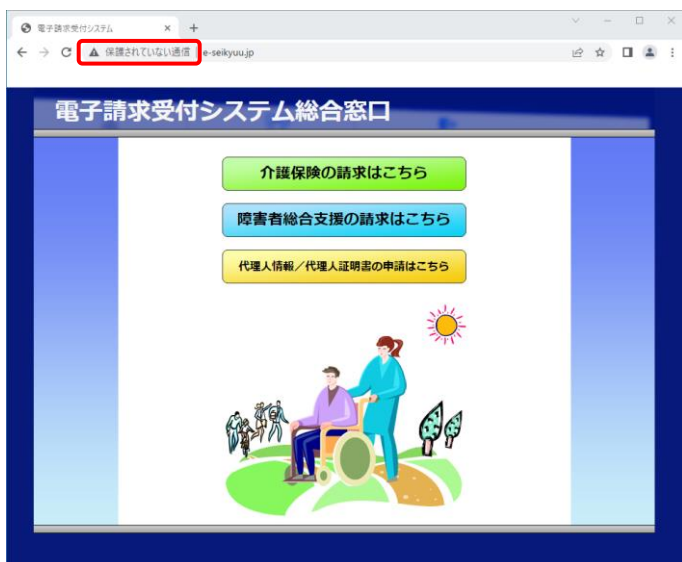 電子請求受付システム
保護されていない通信
e-seikyuu.jp
電子請求受付システム総合窓口
介護保険の請求はこちら
障害者総合支援の請求はこちら
代理人情報／代理人証明書の申請はこちら